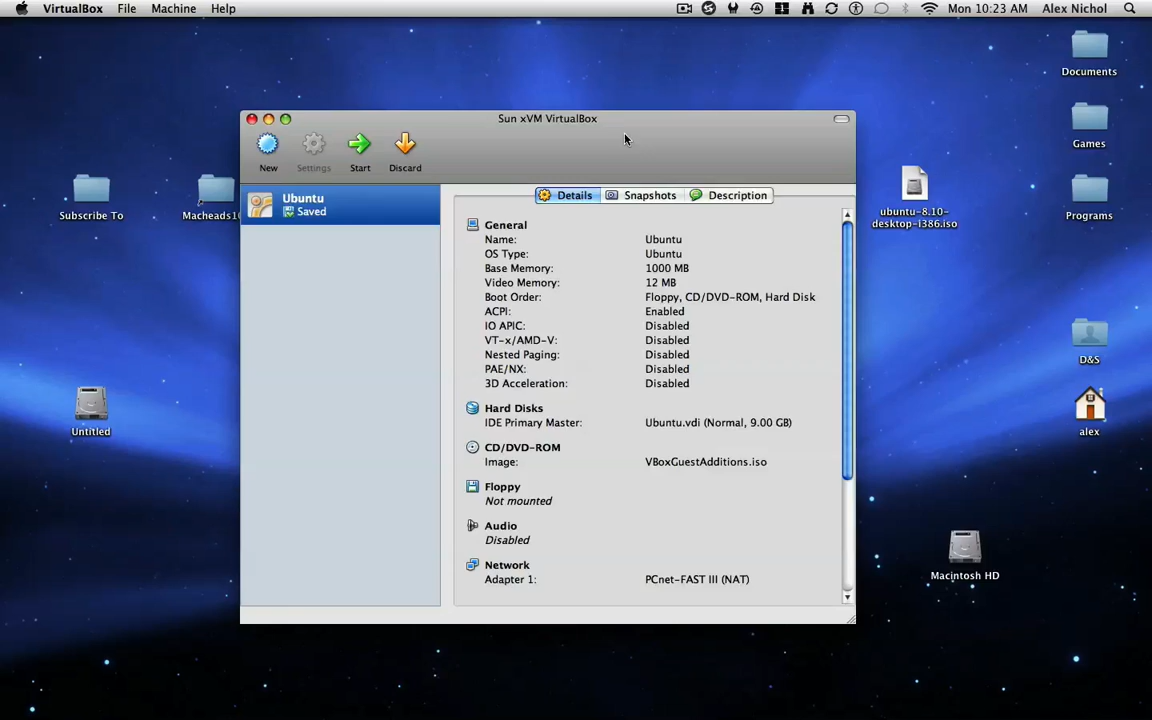 VirtualBox File Machine Help Mon 10:23 AM Alex Nichol
Documents
Games
Programs
D&S
alex
Macintosh HD
ubuntu-8.10-
desktop-i386.iso
Subscribe To
Macheads10
Untitled
Sun xVM VirtualBox
New Settings Start Discard
Ubuntu
Saved
Details Snapshots Description
General
Name: Ubuntu
OS Type: Ubuntu
Base Memory: 1000 MB
Video Memory: 12 MB
Boot Order: Floppy, CD/DVD-ROM, Hard Disk
ACPI: Enabled
IO APIC: Disabled
VT-x/AMD-V: Disabled
Nested Paging: Disabled
PAE/NX: Disabled
3D Acceleration: Disabled
Hard Disks
IDE Primary Master: Ubuntu.vdi (Normal, 9.00 GB)
CD/DVD-ROM
Image: VBoxGuestAdditions.iso
Floppy
Not mounted
Audio
Disabled
Network
Adapter 1: PCnet-FAST III (NAT)